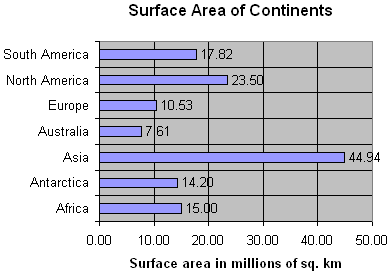 Surface Area of Continents
South America 17.82
North America 23.50
Europe 10.53
Australia 7.61
Asia 44.94
Antarctica 14.20
Africa 15.00
0.00 10.00 20.00 30.00 40.00 50.00
Surface area in millions of sq. km